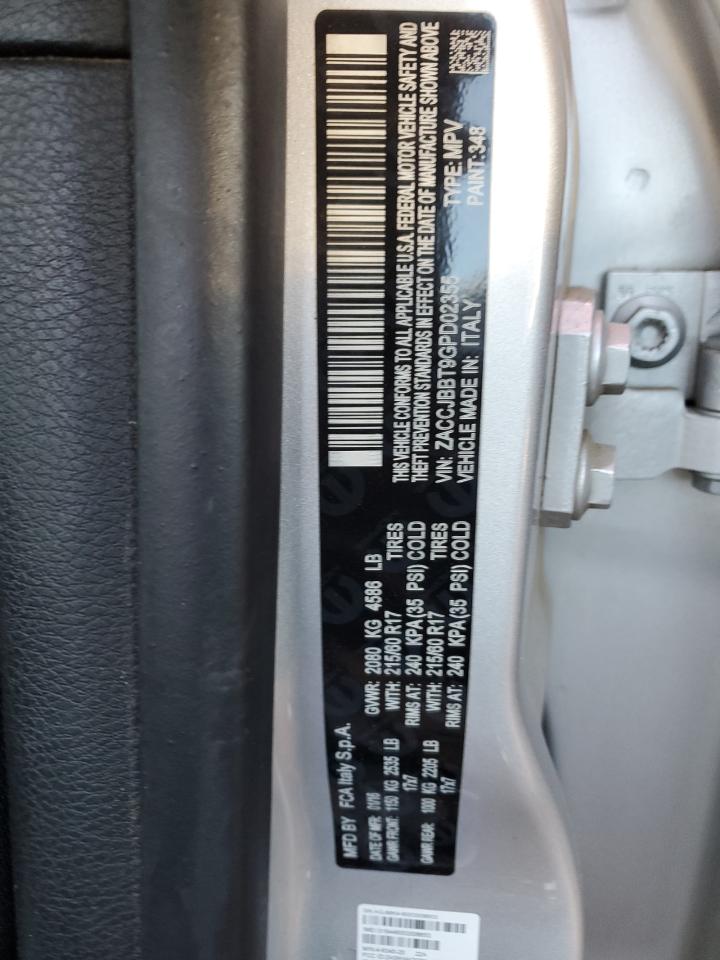 MFD BY FCA Italy S.p.A.
DATE OF MFR: 01/16 GVWR: 2080 KG 4586 LB
GAWR FRONT: 1150 KG 2535 LB WITH: 215/60 R17 TIRES
17x7 RIMS AT: 240 KPA(35 PSI) COLD
GAWR REAR: 1000 KG 2205 LB WITH: 215/60 R17 TIRES
17x7 RIMS AT: 240 KPA(35 PSI) COLD
THIS VEHICLE CONFORMS TO ALL APPLICABLE U.S.A. FEDERAL MOTOR VEHICLE SAFETY AND
THEFT PREVENTION STANDARDS IN EFFECT ON THE DATE OF MANUFACTURE SHOWN ABOVE
VIN: ZACCJBBT9GPD02355 TYPE: MPV
VEHICLE MADE IN: ITALY PAINT: 348